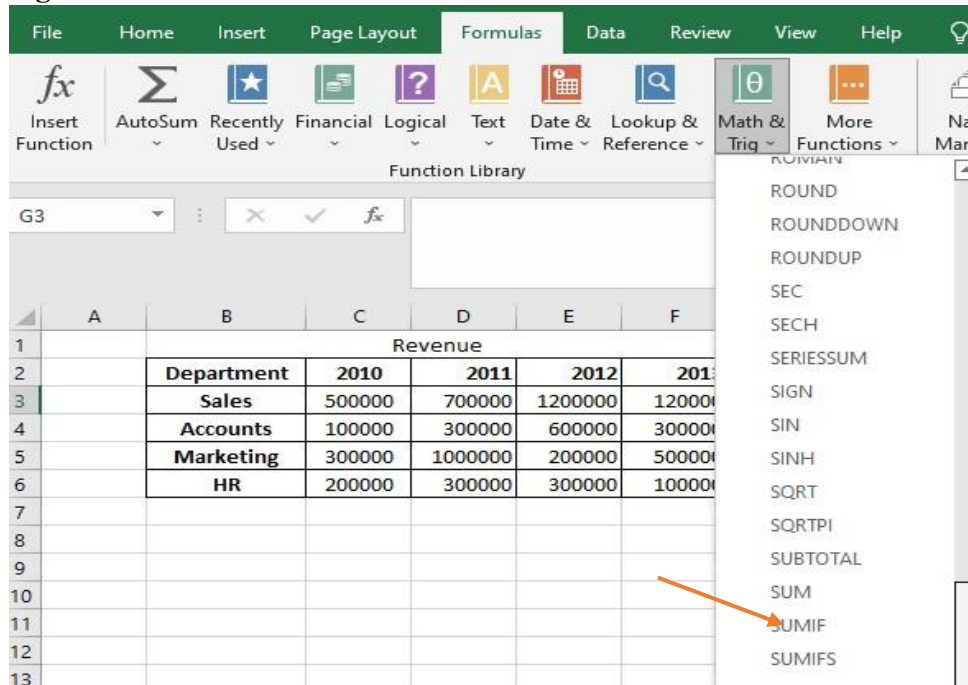 File Home Insert Page Layout Formulas Data Review View Help
fx
Insert Function AutoSum Recently Used Financial Logical Text Date & Time Lookup & Reference Math & Trig More Functions
Function Library
G3 fx
ROMAN
ROUND
ROUNDDOWN
ROUNDUP
SEC
SECH
SERIESSUM
SIGN
SIN
SINH
SQRT
SQRTPI
SUBTOTAL
SUM
SUMIF
SUMIFS
A B C D E F
1 Revenue
2 Department 2010 2011 2012
3 Sales 500000 700000 1200000
4 Accounts 100000 300000 600000
5 Marketing 300000 1000000 200000
6 HR 200000 300000 300000
7
8
9
10
11
12
13